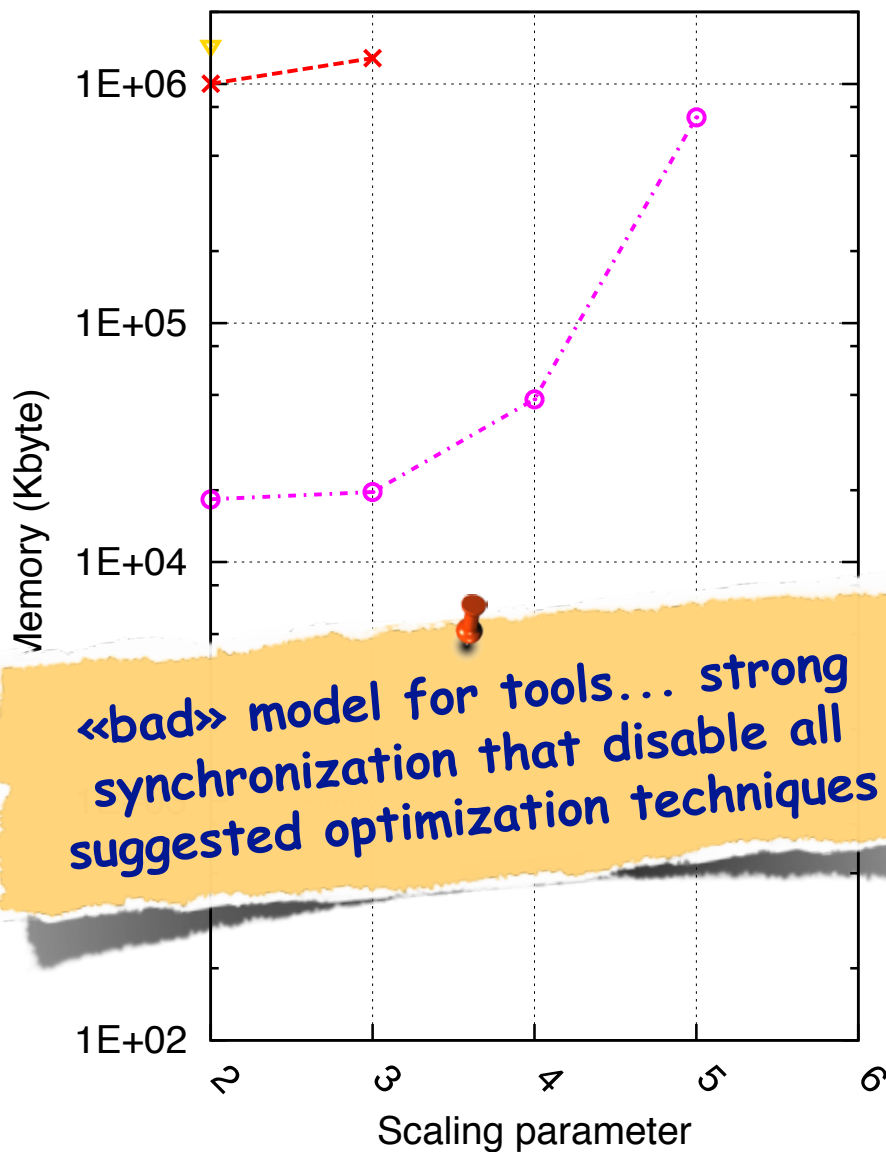 1E+06
1E+05
1E+04
1E+02
Memory (Kbyte)
«bad» model for tools... strong
synchronization that disable all
suggested optimization techniques
2
3
4
5
6
Scaling parameter